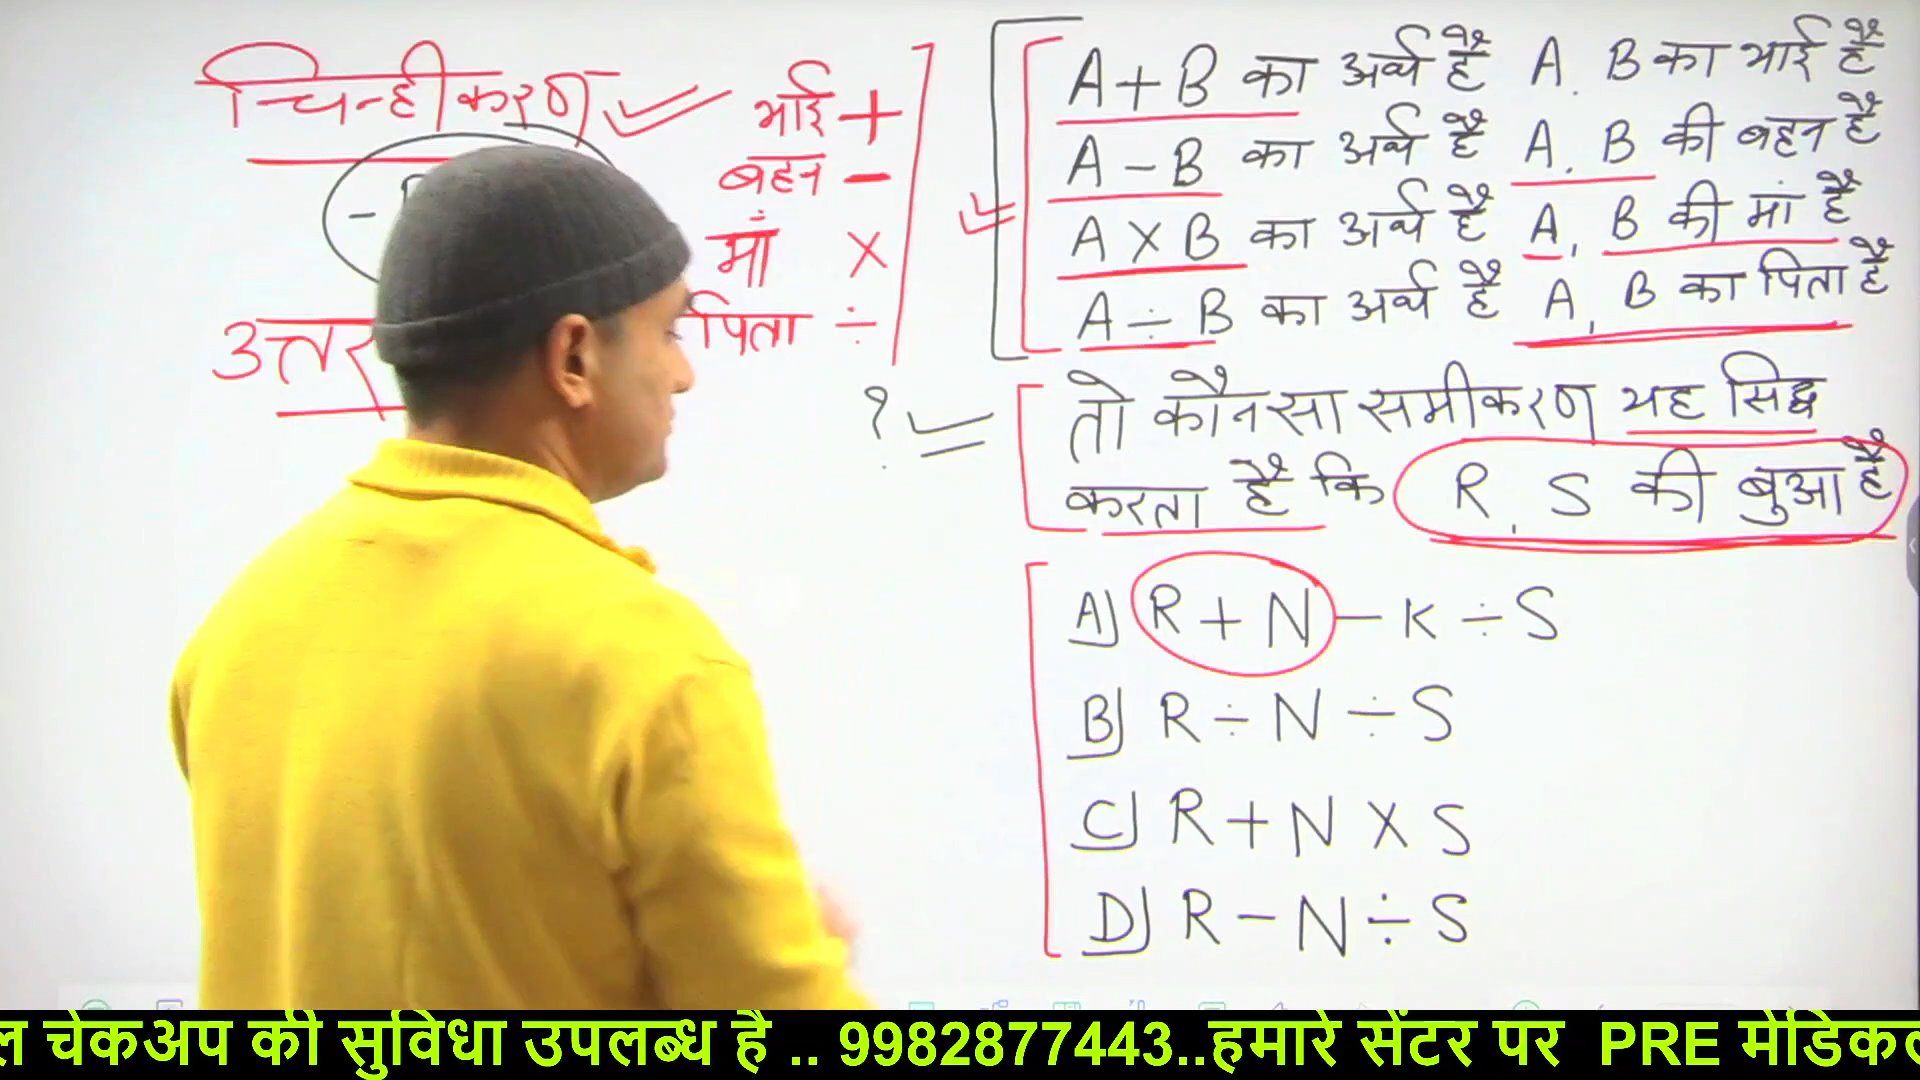 चिन्हीकरण
भाई +
बहन -
मां ×
पिता ÷
उत्तर
A+B का अर्थ है A, B का भाई है
A-B का अर्थ है A, B की बहन है
A×B का अर्थ है A, B की मां है
A÷B का अर्थ है A, B का पिता है
?
तो कौनसा समीकरण यह सिद्ध
करता है कि R, S की बुआ है
A) R + N - K ÷ S
B) R ÷ N ÷ S
C) R + N × S
D) R - N ÷ S
चेकअप की सुविधा उपलब्ध है .. 9982877443..हमारे सेंटर पर PRE मेडिकल